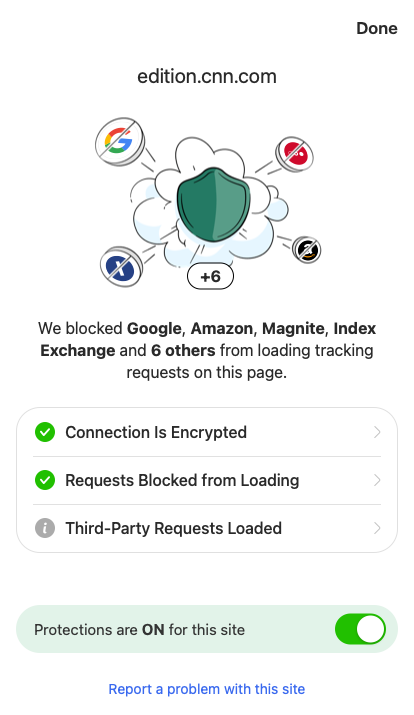 Done
edition.cnn.com
+6
We blocked Google, Amazon, Magnite, Index
Exchange and 6 others from loading tracking
requests on this page.
Connection Is Encrypted
Requests Blocked from Loading
Third-Party Requests Loaded
Protections are ON for this site
Report a problem with this site